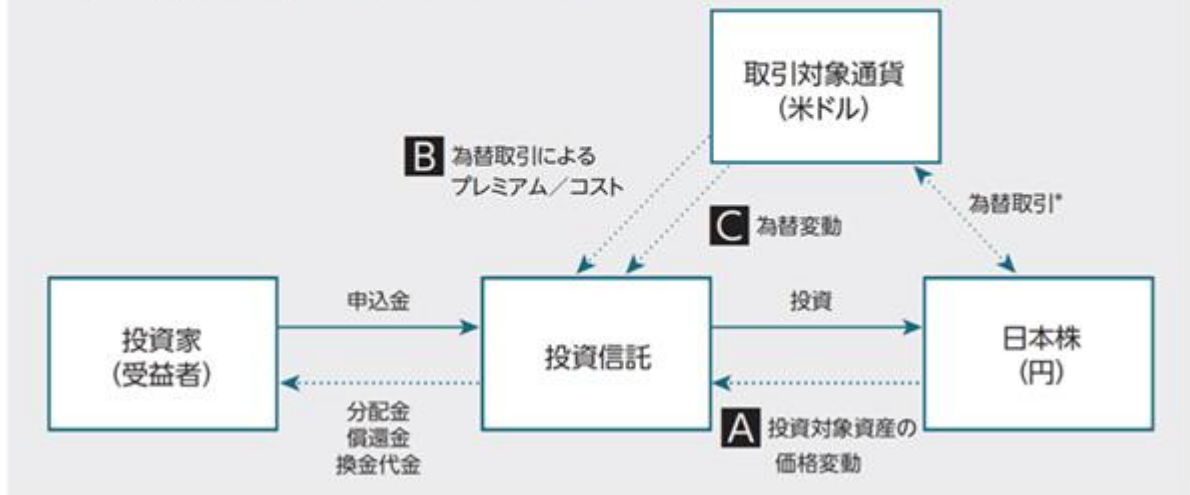 取引対象通貨
(米ドル)
B 為替取引による
プレミアム／コスト
C 為替変動
為替取引*
投資家
(受益者)
申込金
分配金
償還金
換金代金
投資信託
投資
A 投資対象資産の
価格変動
日本株
(円)